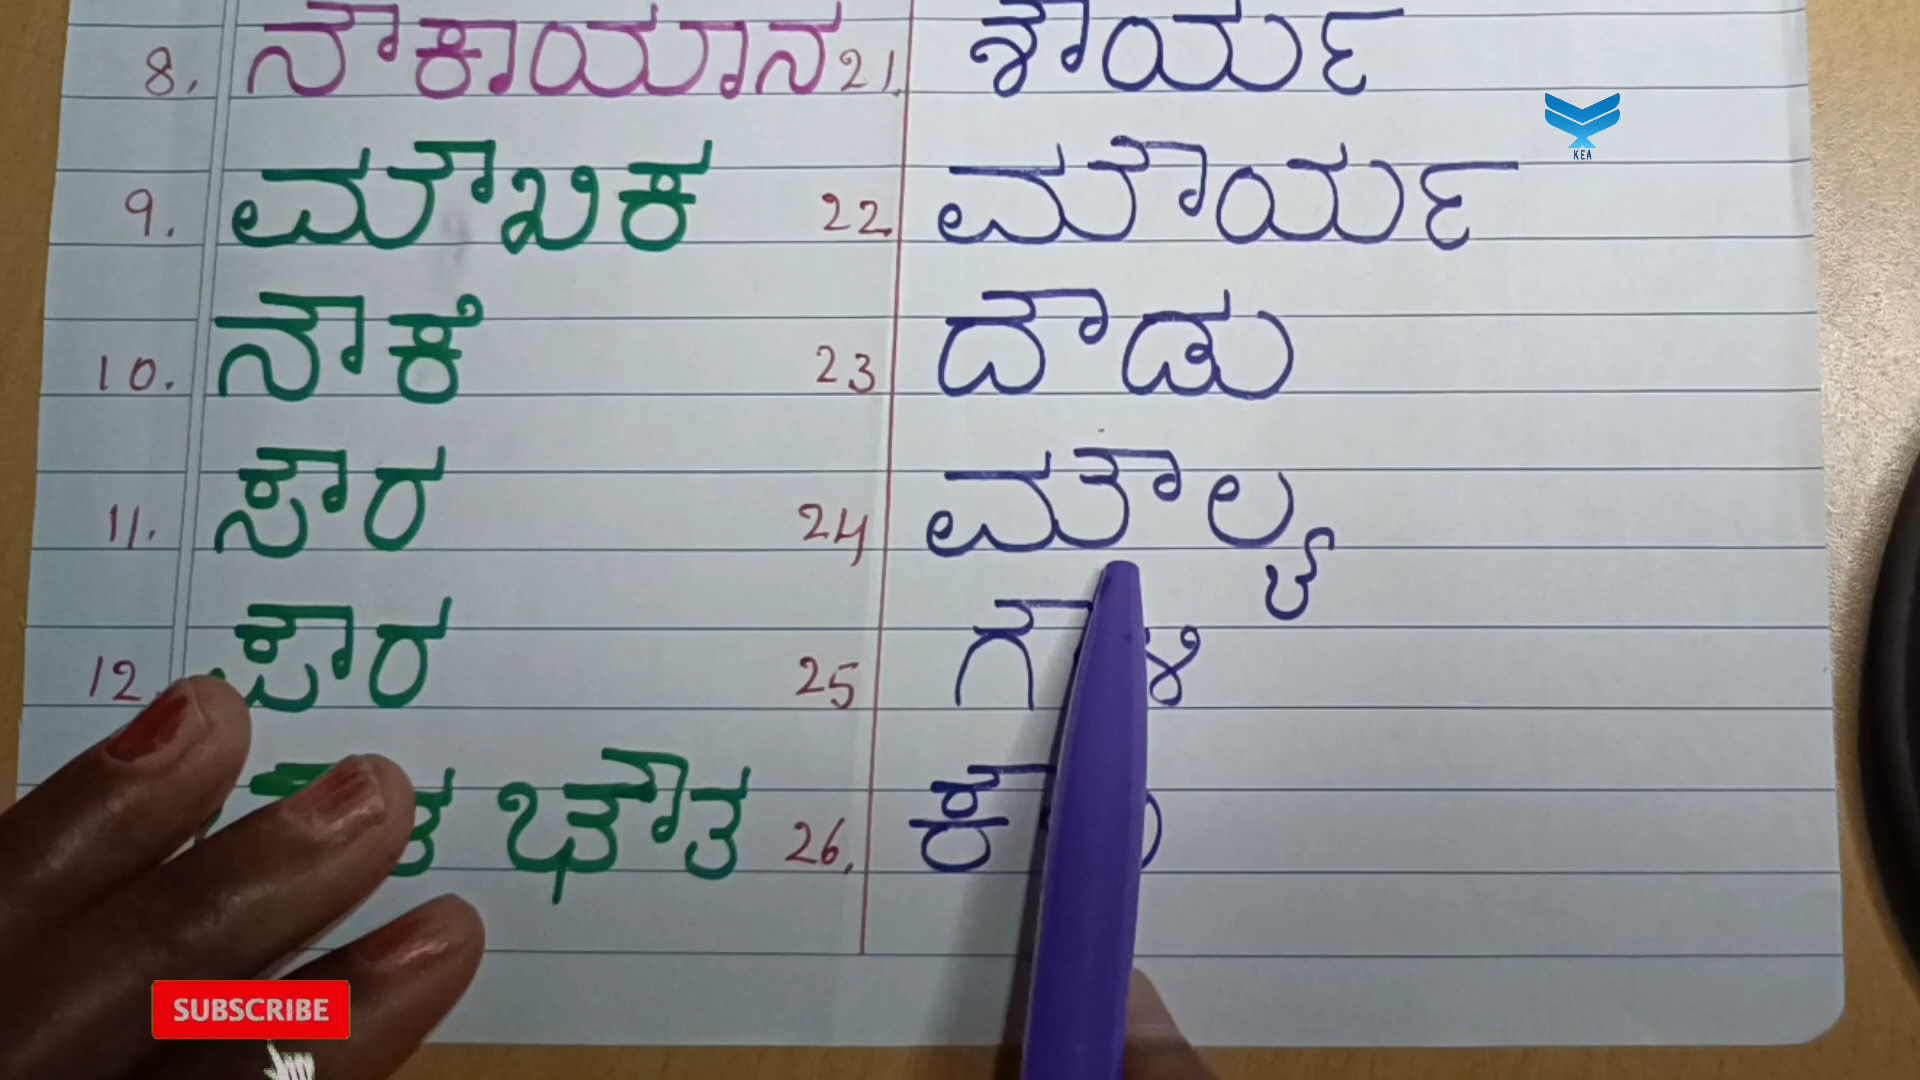 8. ನೌಕಾಯಾನ 21. ಶೌರ್ಯ
KEA
9. ಮೌಖಿಕ 22. ಮೌರ್ಯ
10. ನೌಕೆ 23 ದೌಡು
11. ಸೌರ 24 ಮೌಲ್ಯ
12. ಪೌರ 25
ಭೌತ 26.
SUBSCRIBE